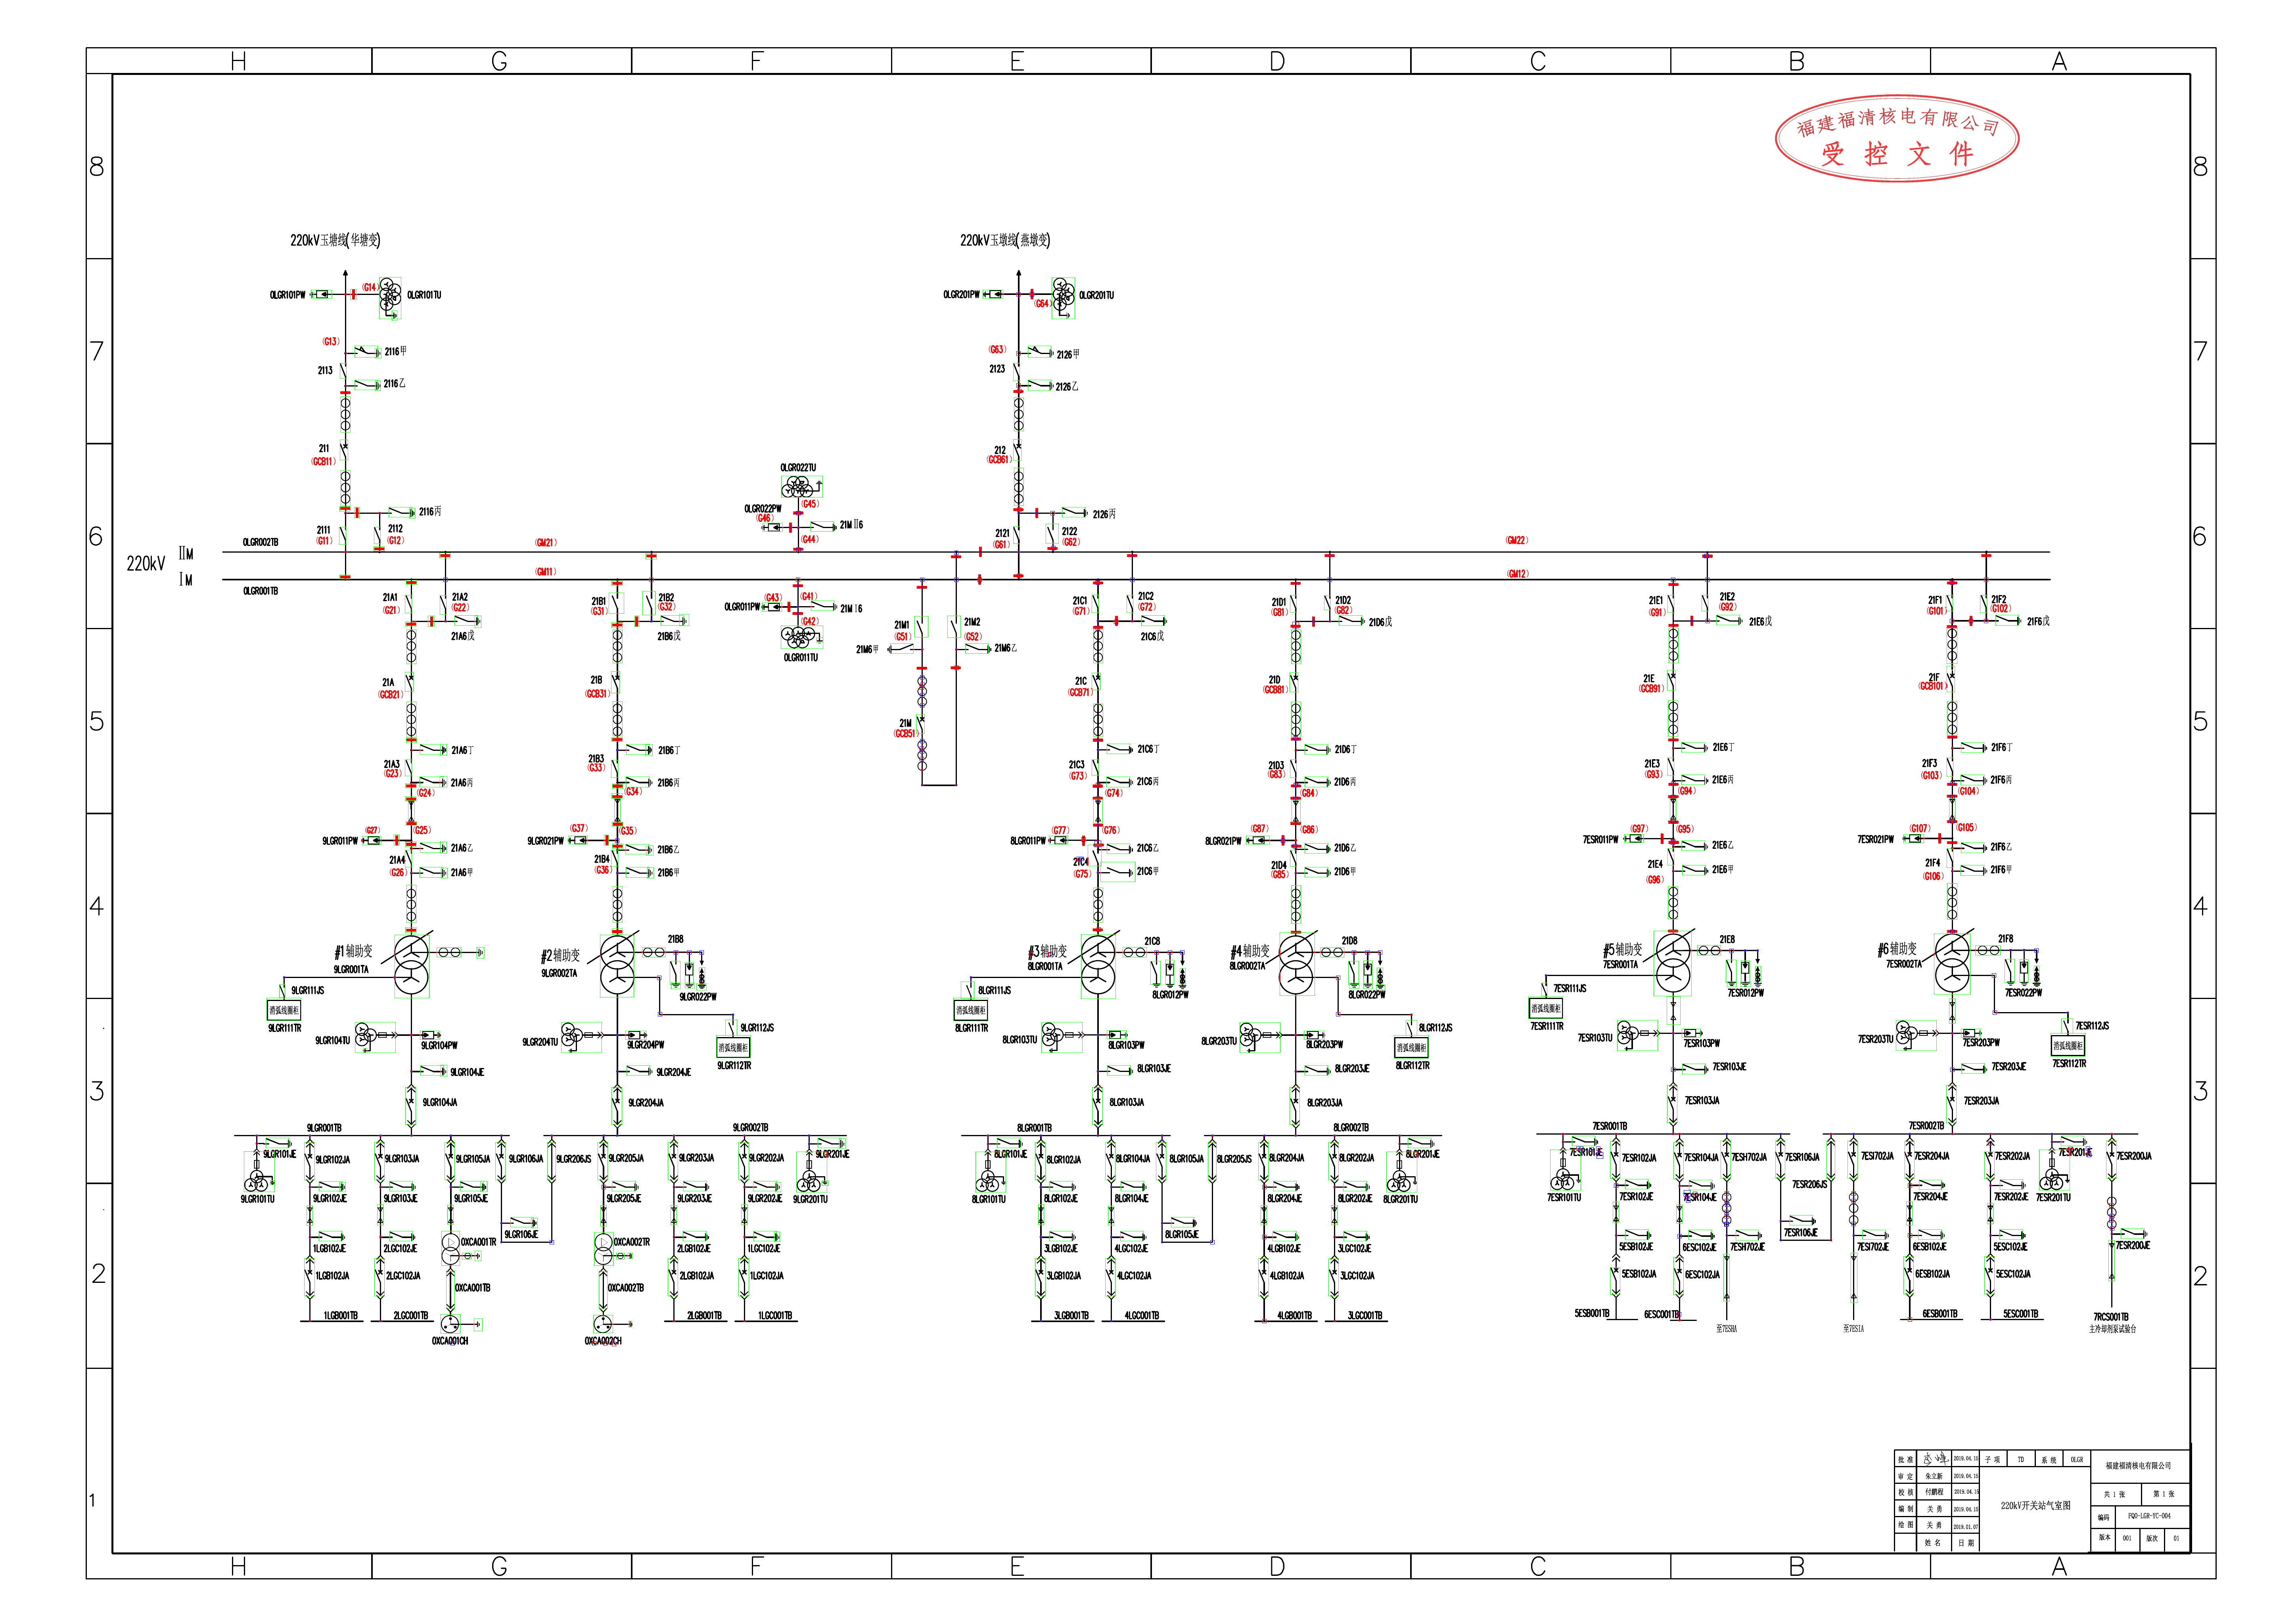 H G F E D C B A
福建福清核电有限公司
受控文件
8 8
220kV玉塘线(华塘变)
220kV玉墩线(燕墩变)
0LGR101PW (G14) 0LGR101TU
0LGR201PW (G64) 0LGR201TU
7 7
(G13) 2116甲
2113
2116乙
(G63) 2126甲
2123
2126乙
211
(GCB11)
212
(GCB61)
0LGR022TU
(G45)
0LGR022PW
(G46) 21MⅡ6
(G44)
2116丙
2111 2112
(G11) (G12)
2126丙
2121 2122
(G61) (G62)
6 6
220kV
ⅡM
ⅠM
0LGR002TB (GM21) (GM22)
0LGR001TB (GM11) (GM12)
21A1 21A2
(G21) (G22)
21A6戊
21B1 21B2
(G31) (G32)
21B6戊
(G43) (G41)
0LGR011PW 21MⅠ6
(G42)
0LGR011TU
21M1 21M2
(G51) (G52)
21M6甲 21M6乙
21C1 21C2
(G71) (G72)
21C6戊
21D1 21D2
(G81) (G82)
21D6戊
21E1 21E2
(G91) (G92)
21E6戊
21F1 21F2
(G101) (G102)
21F6戊
21A
(GCB21)
21B
(GCB31)
21M
(GCB51)
21C
(GCB71)
21D
(GCB81)
21E
(GCB91)
21F
(GCB101)
5 5
21A6丁 21B6丁 21C6丁 21D6丁 21E6丁 21F6丁
21A3 21B3 21C3 21D3 21E3 21F3
(G23) (G33) (G73) (G83) (G93) (G103)
21A6丙 21B6丙 21C6丙 21D6丙 21E6丙 21F6丙
(G24) (G34) (G74) (G84) (G94) (G104)
(G27) (G25) (G37) (G35) (G77) (G76) (G87) (G86) (G97) (G95) (G107) (G105)
9LGR011PW 9LGR021PW 8LGR011PW 8LGR021PW 7ESR011PW 7ESR021PW
21A6乙 21B6乙 21C6乙 21D6乙 21E6乙 21F6乙
21A4 21B4 21C4 21D4 21E4 21F4
(G26) (G36) (G75) (G85) (G96) (G106)
21A6甲 21B6甲 21C6甲 21D6甲 21E6甲 21F6甲
4 4
21B8 21C8 21D8 21E8 21F8
#1辅助变 #2辅助变 #3辅助变 #4辅助变 #5辅助变 #6辅助变
9LGR001TA 9LGR002TA 8LGR001TA 8LGR002TA 7ESR001TA 7ESR002TA
9LGR022PW 8LGR012PW 8LGR022PW 7ESR012PW 7ESR022PW
9LGR111JS 8LGR111JS 7ESR111JS
消弧线圈柜 消弧线圈柜 消弧线圈柜
9LGR111TR 8LGR111TR 7ESR111TR
9LGR112JS 8LGR112JS 7ESR112JS
消弧线圈柜 消弧线圈柜 消弧线圈柜
9LGR112TR 8LGR112TR 7ESR112TR
9LGR104TU 9LGR104PW 9LGR204TU 9LGR204PW 8LGR103TU 8LGR103PW 8LGR203TU 8LGR203PW 7ESR103TU 7ESR103PW 7ESR203TU 7ESR203PW
9LGR104JE 9LGR204JE 8LGR103JE 8LGR203JE 7ESR103JE 7ESR203JE
3 3
9LGR104JA 9LGR204JA 8LGR103JA 8LGR203JA 7ESR103JA 7ESR203JA
9LGR001TB 9LGR002TB 8LGR001TB 8LGR002TB 7ESR001TB 7ESR002TB
9LGR101JE 9LGR102JA 9LGR103JA 9LGR105JA 9LGR106JA 9LGR206JS 9LGR205JA 9LGR203JA 9LGR202JA 9LGR201JE
8LGR101JE 8LGR102JA 8LGR104JA 8LGR105JA 8LGR205JS 8LGR204JA 8LGR202JA 8LGR201JE
7ESR101JE 7ESR102JA 7ESR104JA 7ESH702JA 7ESR106JA 7ESI702JA 7ESR204JA 7ESR202JA 7ESR201JE 7ESR200JA
7ESR206JS
9LGR101TU 9LGR102JE 9LGR103JE 9LGR105JE 9LGR205JE 9LGR203JE 9LGR202JE 9LGR201TU
8LGR101TU 8LGR102JE 8LGR104JE 8LGR204JE 8LGR202JE 8LGR201TU
7ESR101TU 7ESR102JE 7ESR104JE 7ESR204JE 7ESR202JE 7ESR201TU
9LGR106JE 8LGR105JE 7ESR106JE
1LGB102JE 2LGC102JE 0XCA001TR 0XCA002TR 2LGB102JE 1LGC102JE
3LGB102JE 4LGC102JE 4LGB102JE 3LGC102JE
5ESB102JE 6ESC102JE 7ESH702JE 7ESI702JE 6ESB102JE 5ESC102JE 7ESR200JE
2 2
1LGB102JA 2LGC102JA 0XCA001TB 0XCA002TB 2LGB102JA 1LGC102JA
3LGB102JA 4LGC102JA 4LGB102JA 3LGC102JA
5ESB102JA 6ESC102JA 6ESB102JA 5ESC102JA
1LGB001TB 2LGC001TB 2LGB001TB 1LGC001TB
3LGB001TB 4LGC001TB 4LGB001TB 3LGC001TB
5ESB001TB 6ESC001TB 6ESB001TB 5ESC001TB 7RCS001TB
0XCA001CH 0XCA002CH
至7ESHA 至7ESIA 主冷却剂泵试验台
1
批准 2019.04.15 子项 TD 系统 0LGR
福建福清核电有限公司
审定 朱立新 2019.04.15
校核 付鹏程 2019.04.15
共 1 张 第 1 张
编制 关勇 2019.04.15
220kV开关站气室图
编码 FQ0-LGR-YC-004
绘图 关勇 2019.01.07
版本 001 版次 01
姓名 日期
H G F E D C B A